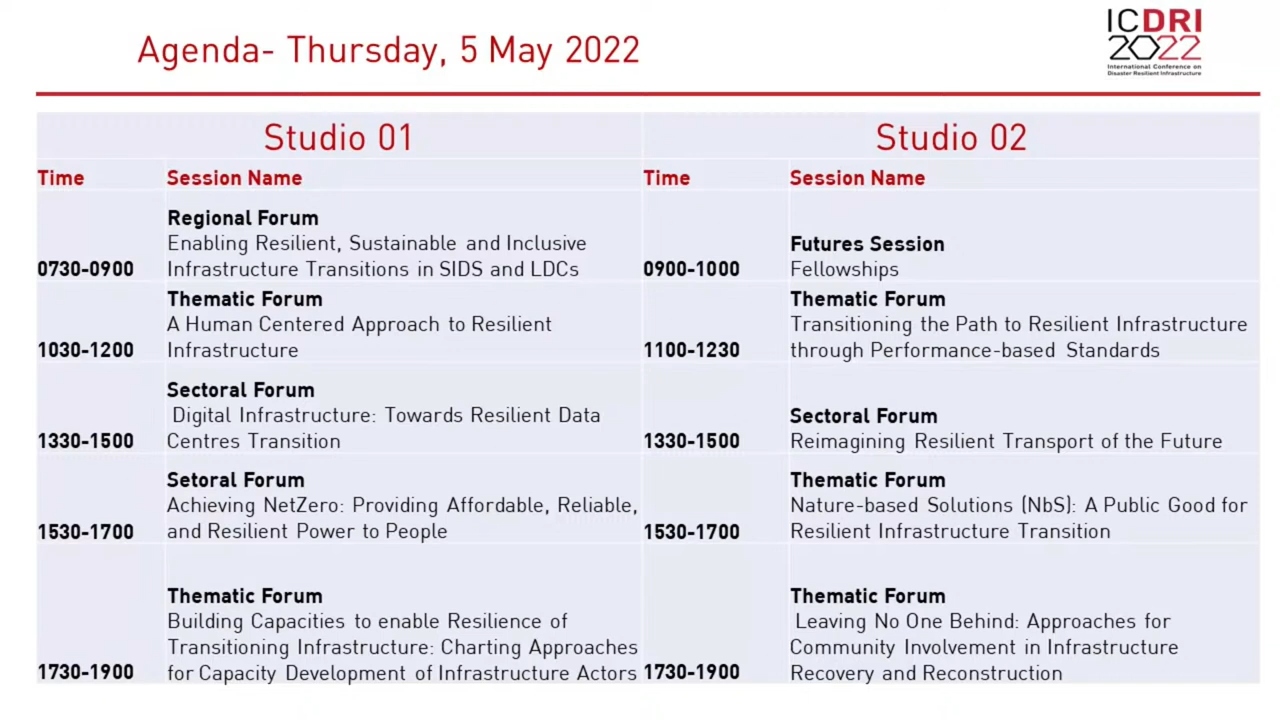 Agenda- Thursday, 5 May 2022
ICDRI
2022
International Conference on
Disaster Resilient Infrastructure
Studio 01
Time
Session Name
0730-0900
Regional Forum
Enabling Resilient, Sustainable and Inclusive
Infrastructure Transitions in SIDS and LDCs
1030-1200
Thematic Forum
A Human Centered Approach to Resilient
Infrastructure
1330-1500
Sectoral Forum
Digital Infrastructure: Towards Resilient Data
Centres Transition
1530-1700
Setoral Forum
Achieving NetZero: Providing Affordable, Reliable,
and Resilient Power to People
1730-1900
Thematic Forum
Building Capacities to enable Resilience of
Transitioning Infrastructure: Charting Approaches
for Capacity Development of Infrastructure Actors
Studio 02
Time
Session Name
0900-1000
Futures Session
Fellowships
1100-1230
Thematic Forum
Transitioning the Path to Resilient Infrastructure
through Performance-based Standards
1330-1500
Sectoral Forum
Reimagining Resilient Transport of the Future
1530-1700
Thematic Forum
Nature-based Solutions (NbS): A Public Good for
Resilient Infrastructure Transition
1730-1900
Thematic Forum
Leaving No One Behind: Approaches for
Community Involvement in Infrastructure
Recovery and Reconstruction